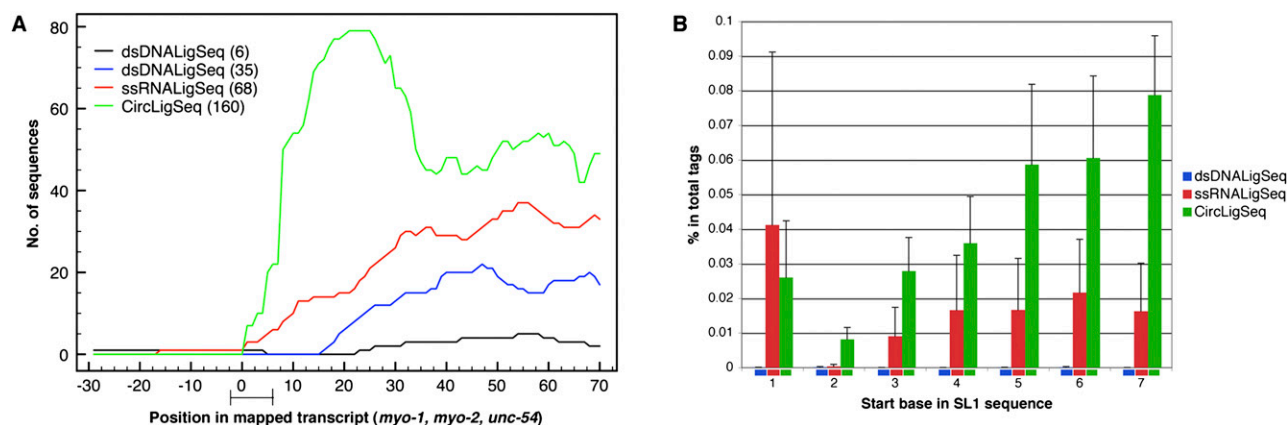 A
80
60
40
20
0
No. of sequences
dsDNALigSeq (6)
dsDNALigSeq (35)
ssRNALigSeq (68)
CircLigSeq (160)
-30 -20 -10 0 10 20 30 40 50 60 70
Position in mapped transcript (myo-1, myo-2, unc-54)
B
0.1
0.09
0.08
0.07
0.06
0.05
0.04
0.03
0.02
0.01
0
% in total tags
1 2 3 4 5 6 7
Start base in SL1 sequence
dsDNALigSeq
ssRNALigSeq
CircLigSeq